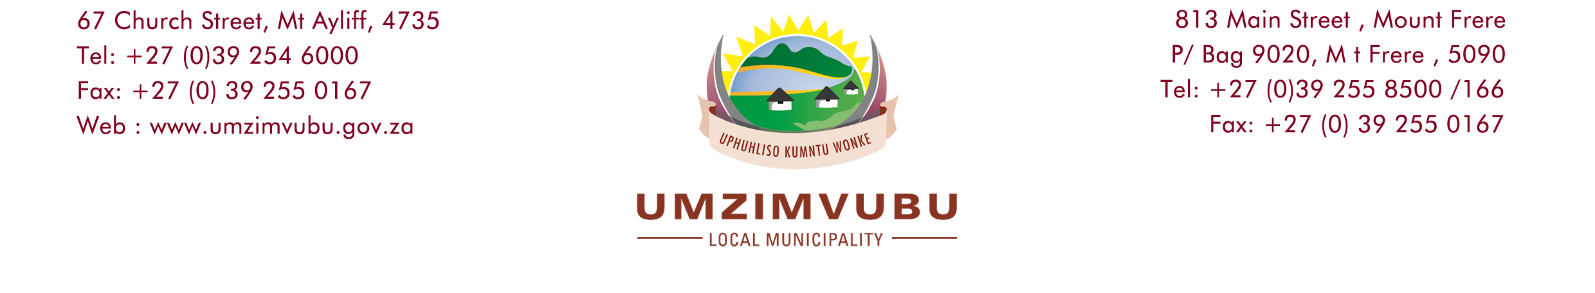 67 Church Street, Mt Ayliff, 4735
Tel: +27 (0)39 254 6000
Fax: +27 (0) 39 255 0167
Web : www.umzimvubu.gov.za
UPHUHLISO KUMNTU WONKE
UMZIMVUBU
LOCAL MUNICIPALITY
813 Main Street , Mount Frere
P/ Bag 9020, M t Frere , 5090
Tel: +27 (0)39 255 8500 /166
Fax: +27 (0) 39 255 0167